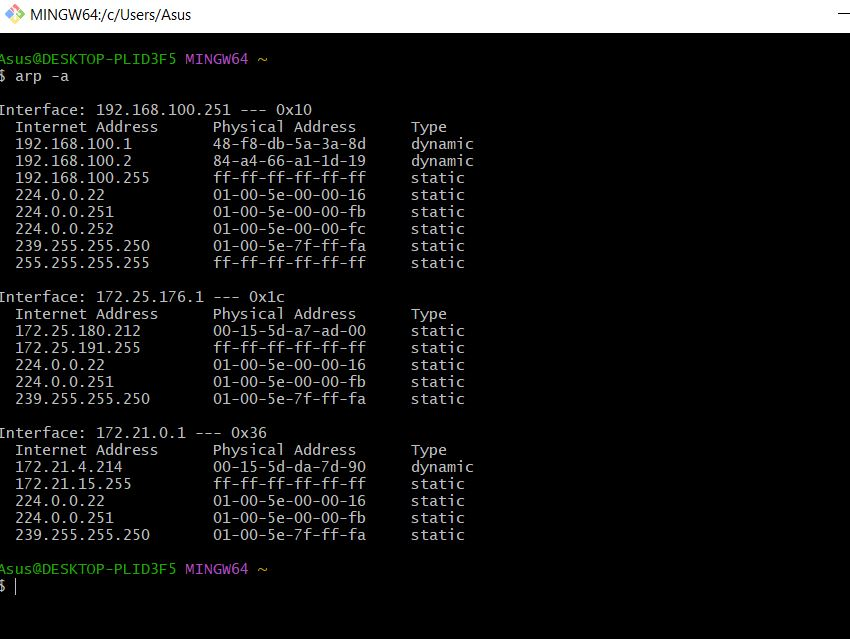 MINGW64:/c/Users/Asus
Asus@DESKTOP-PLID3F5 MINGW64 ~
$ arp -a
Interface: 192.168.100.251 --- 0x10
Internet Address Physical Address Type
192.168.100.1 48-f8-db-5a-3a-8d dynamic
192.168.100.2 84-a4-66-a1-1d-19 dynamic
192.168.100.255 ff-ff-ff-ff-ff-ff static
224.0.0.22 01-00-5e-00-00-16 static
224.0.0.251 01-00-5e-00-00-fb static
224.0.0.252 01-00-5e-00-00-fc static
239.255.255.250 01-00-5e-7f-ff-fa static
255.255.255.255 ff-ff-ff-ff-ff-ff static
Interface: 172.25.176.1 --- 0x1c
Internet Address Physical Address Type
172.25.180.212 00-15-5d-a7-ad-00 static
172.25.191.255 ff-ff-ff-ff-ff-ff static
224.0.0.22 01-00-5e-00-00-16 static
224.0.0.251 01-00-5e-00-00-fb static
239.255.255.250 01-00-5e-7f-ff-fa static
Interface: 172.21.0.1 --- 0x36
Internet Address Physical Address Type
172.21.4.214 00-15-5d-da-7d-90 dynamic
172.21.15.255 ff-ff-ff-ff-ff-ff static
224.0.0.22 01-00-5e-00-00-16 static
224.0.0.251 01-00-5e-00-00-fb static
239.255.255.250 01-00-5e-7f-ff-fa static
Asus@DESKTOP-PLID3F5 MINGW64 ~
$